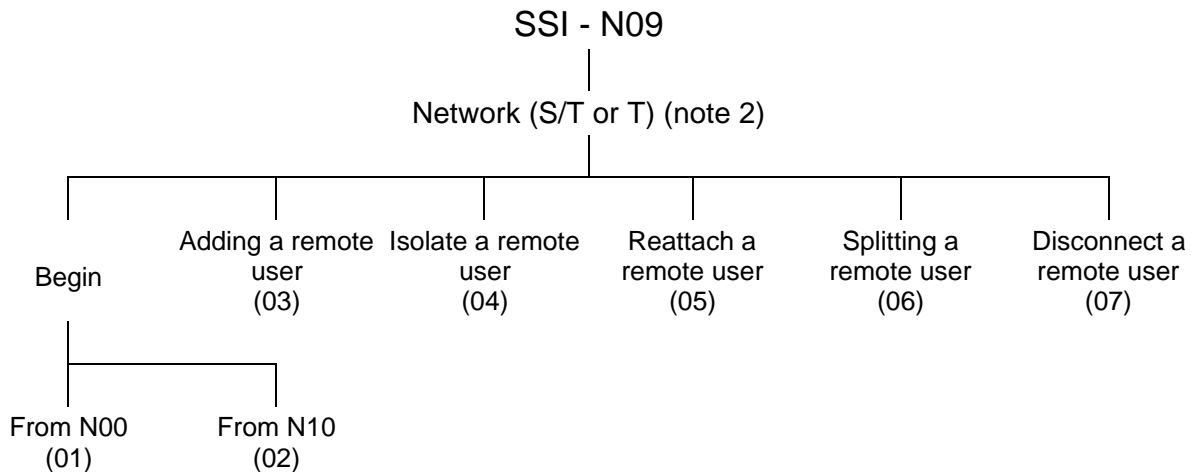 SSI - N09
Network (S/T or T) (note 2)
Begin
Adding a remote
user
(03)
Isolate a remote
user
(04)
Reattach a
remote user
(05)
Splitting a
remote user
(06)
Disconnect a
remote user
(07)
From N00
(01)
From N10
(02)